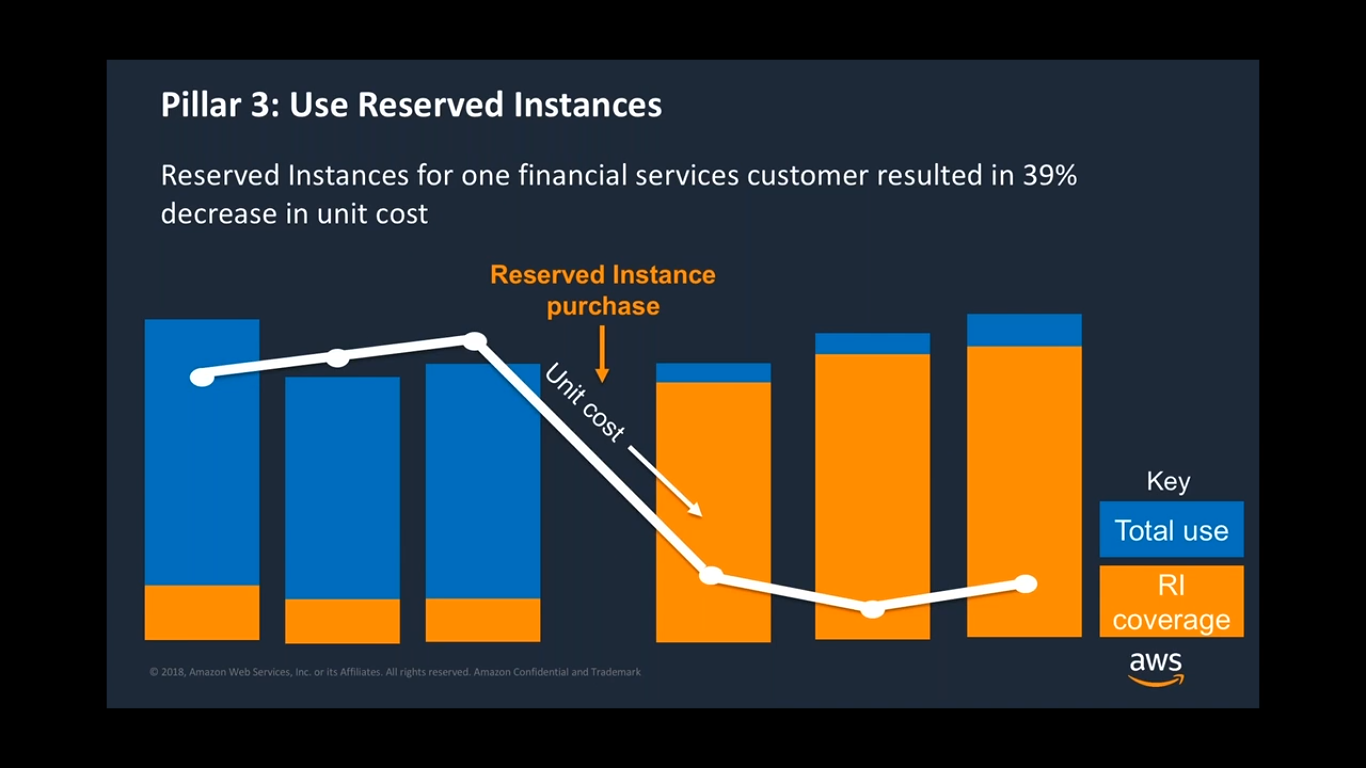 Pillar 3: Use Reserved Instances
Reserved Instances for one financial services customer resulted in 39%
decrease in unit cost
Reserved Instance
purchase
Unit cost
Key
Total use
RI
coverage
© 2018, Amazon Web Services, Inc. or its Affiliates. All rights reserved. Amazon Confidential and Trademark
aws